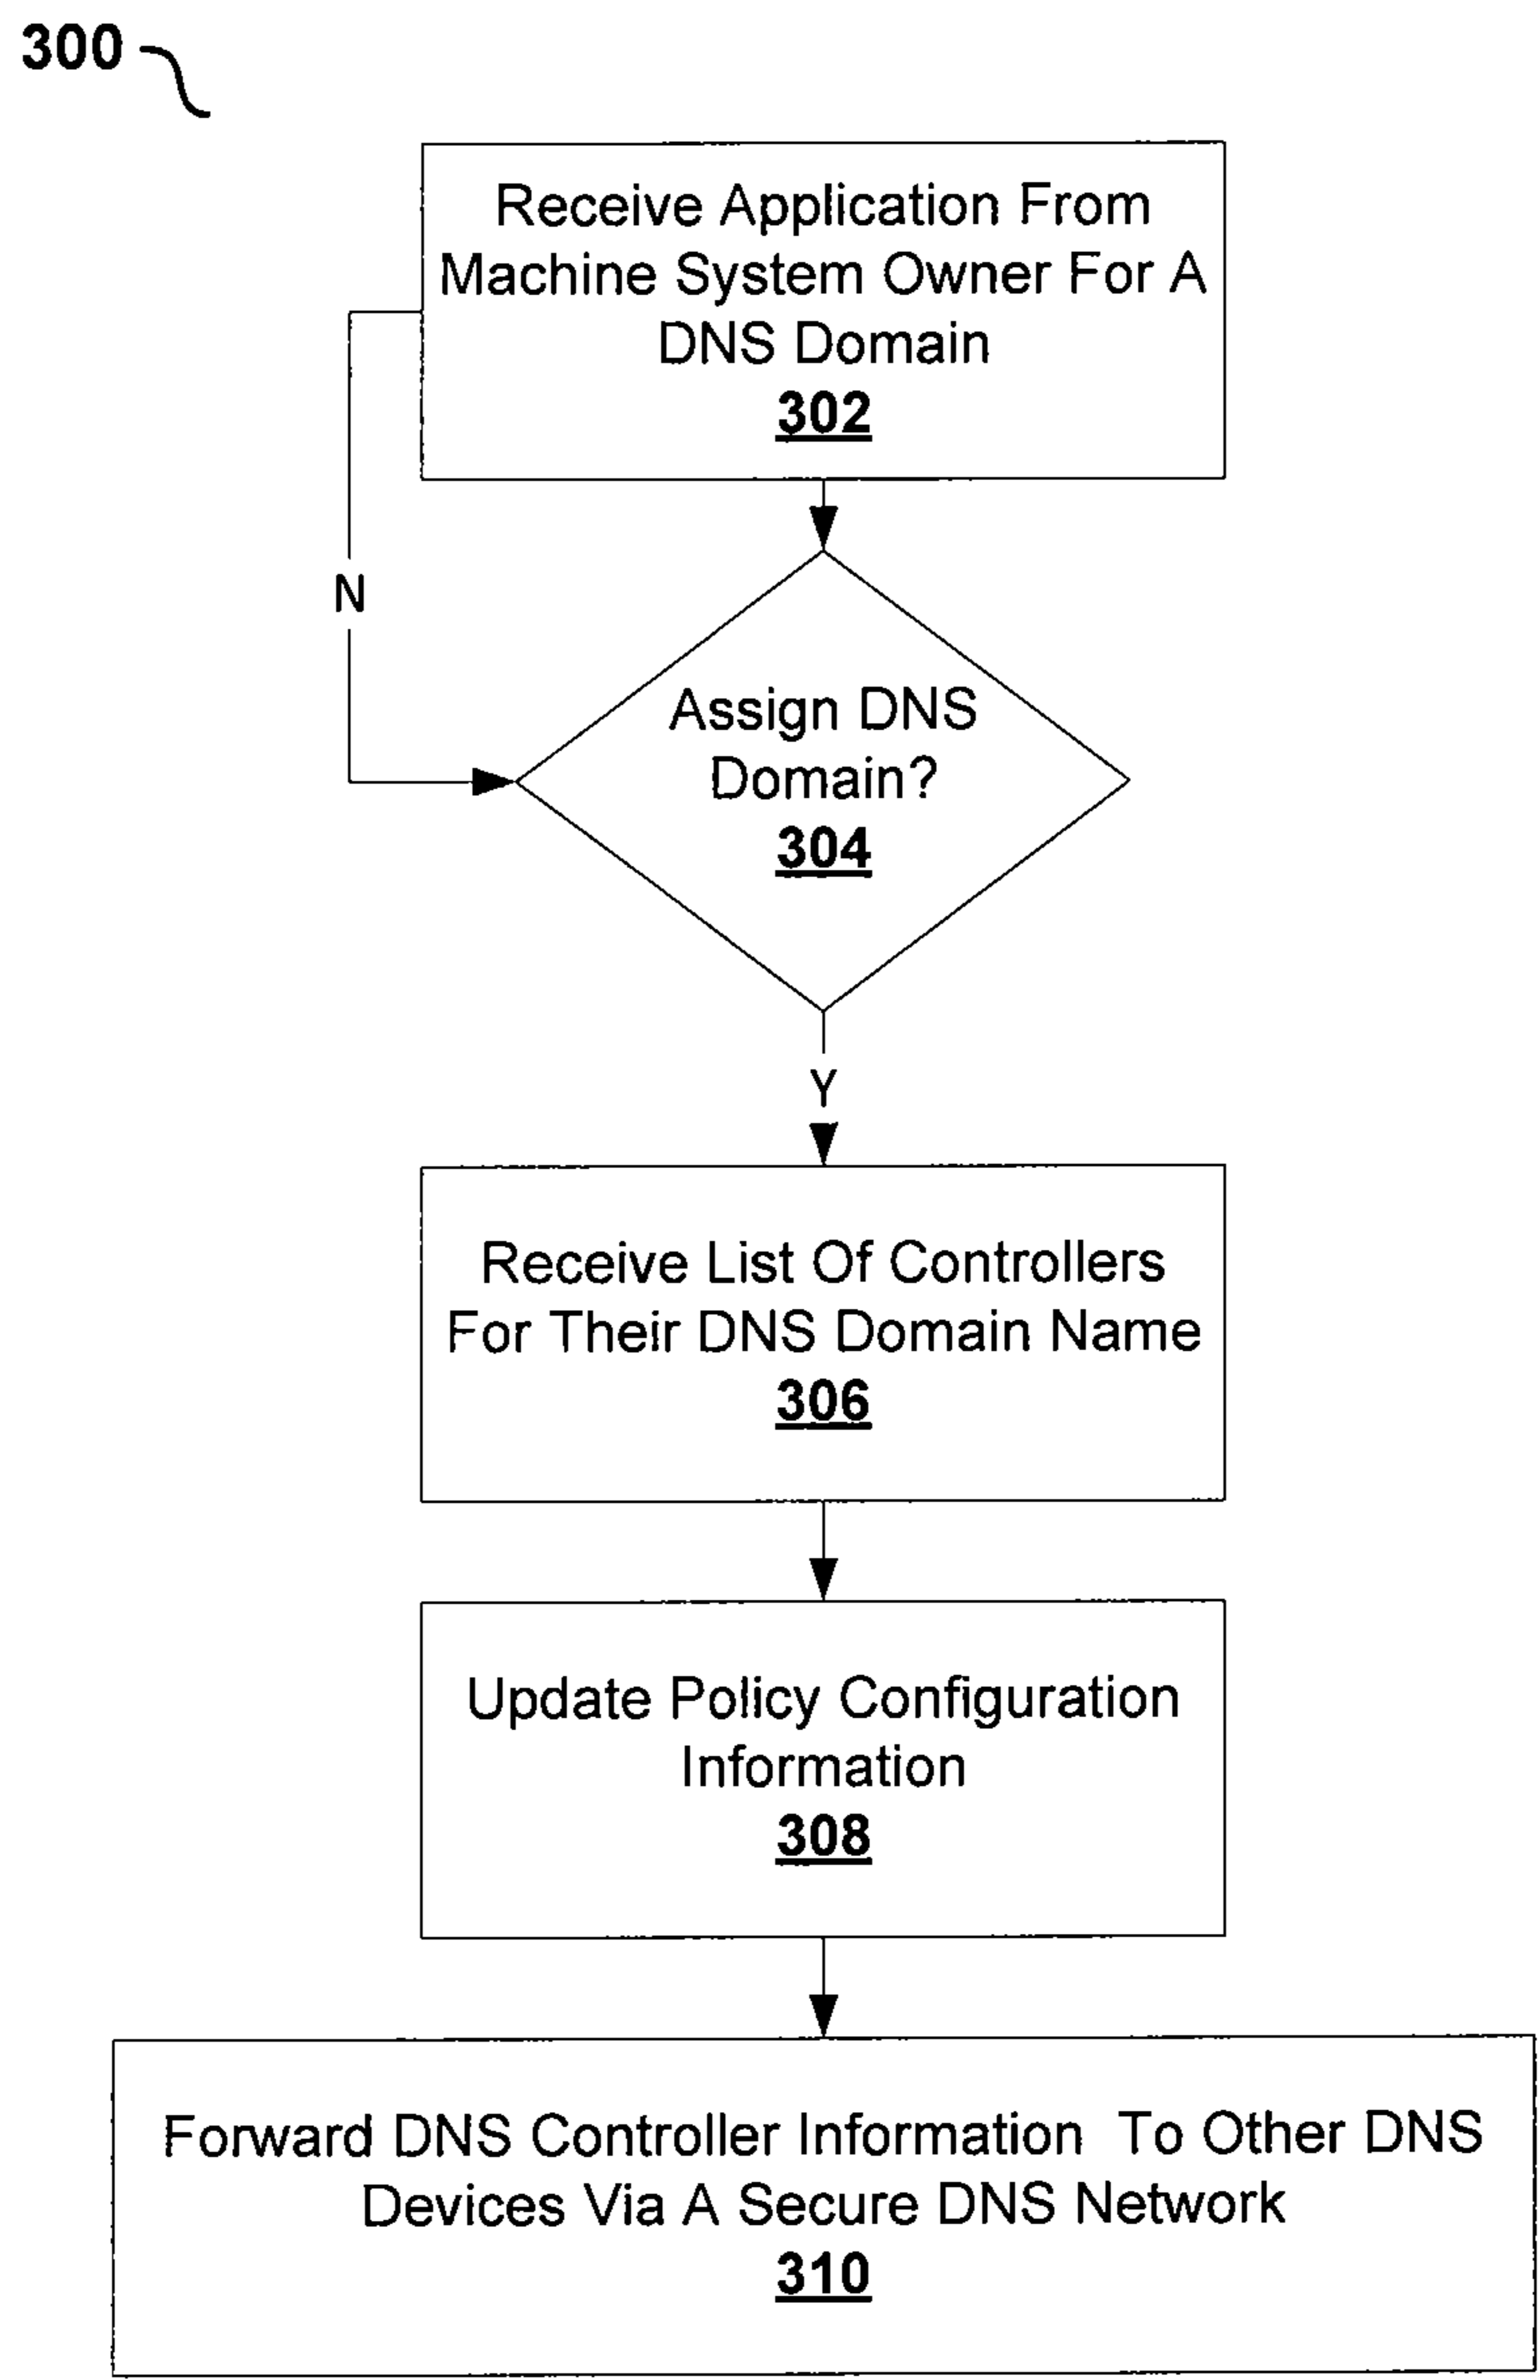 300
Receive Application From
Machine System Owner For A
DNS Domain
302
N
Assign DNS
Domain?
304
Y
Receive List Of Controllers
For Their DNS Domain Name
306
Update Policy Configuration
Information
308
Forward DNS Controller Information To Other DNS
Devices Via A Secure DNS Network
310